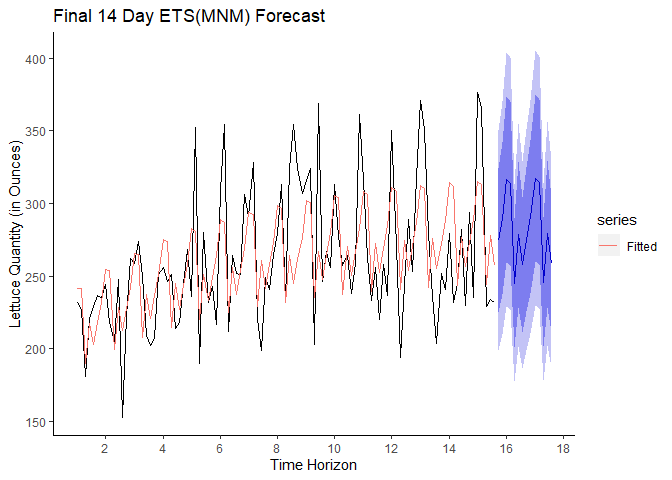 Final 14 Day ETS(MNM) Forecast
Lettuce Quantity (in Ounces)
400
350
300
250
200
150
2 4 6 8 10 12 14 16 18
Time Horizon
series
Fitted